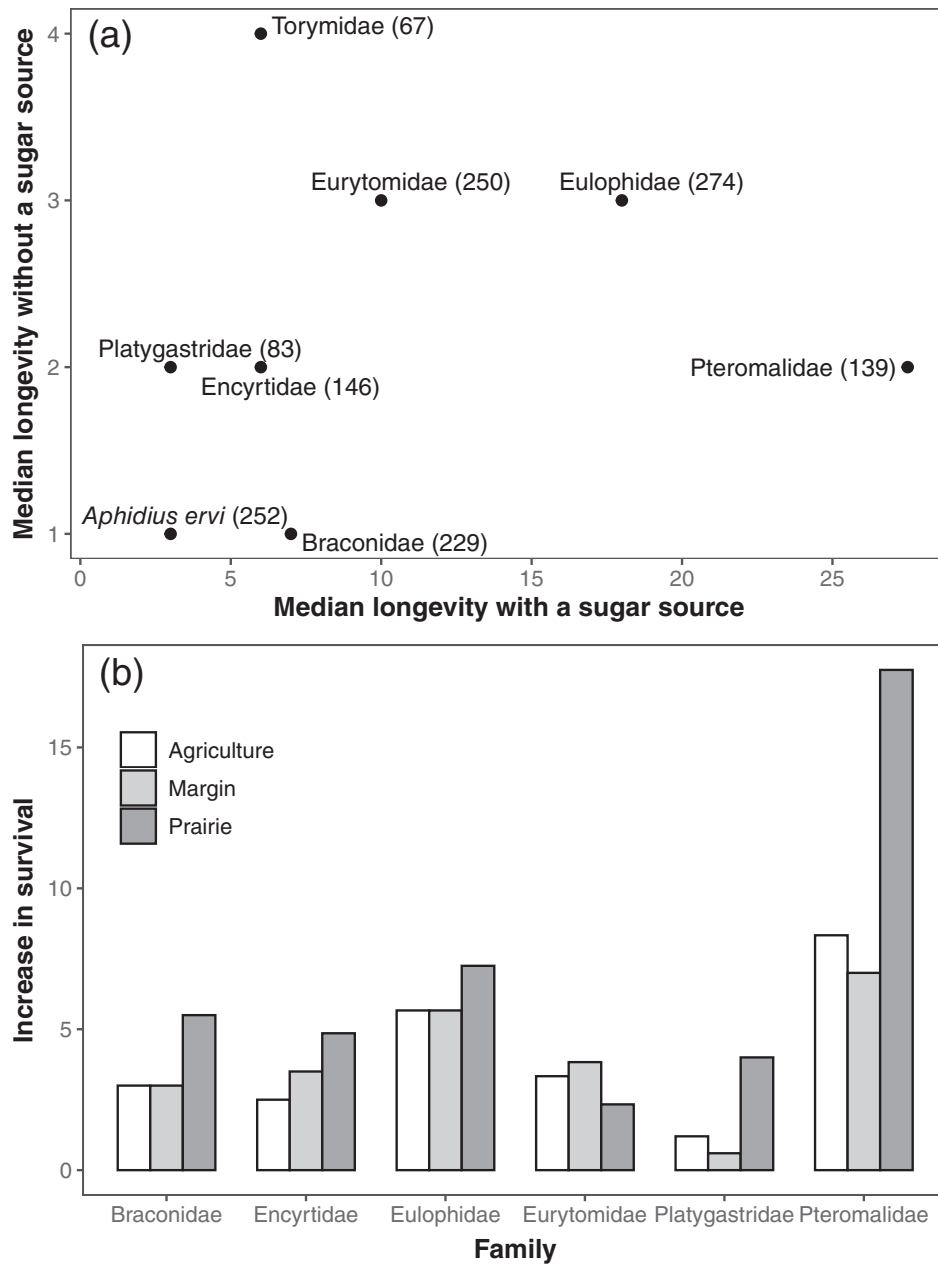 (a)
Median longevity without a sugar source
4
3
2
1
Torymidae (67)
Eurytomidae (250)
Eulophidae (274)
Platygastridae (83)
Encyrtidae (146)
Pteromalidae (139)
Aphidius ervi (252)
Braconidae (229)
0 5 10 15 20 25
Median longevity with a sugar source
(b)
Increase in survival
15
10
5
0
Agriculture
Margin
Prairie
Braconidae Encyrtidae Eulophidae Eurytomidae Platygastridae Pteromalidae
Family